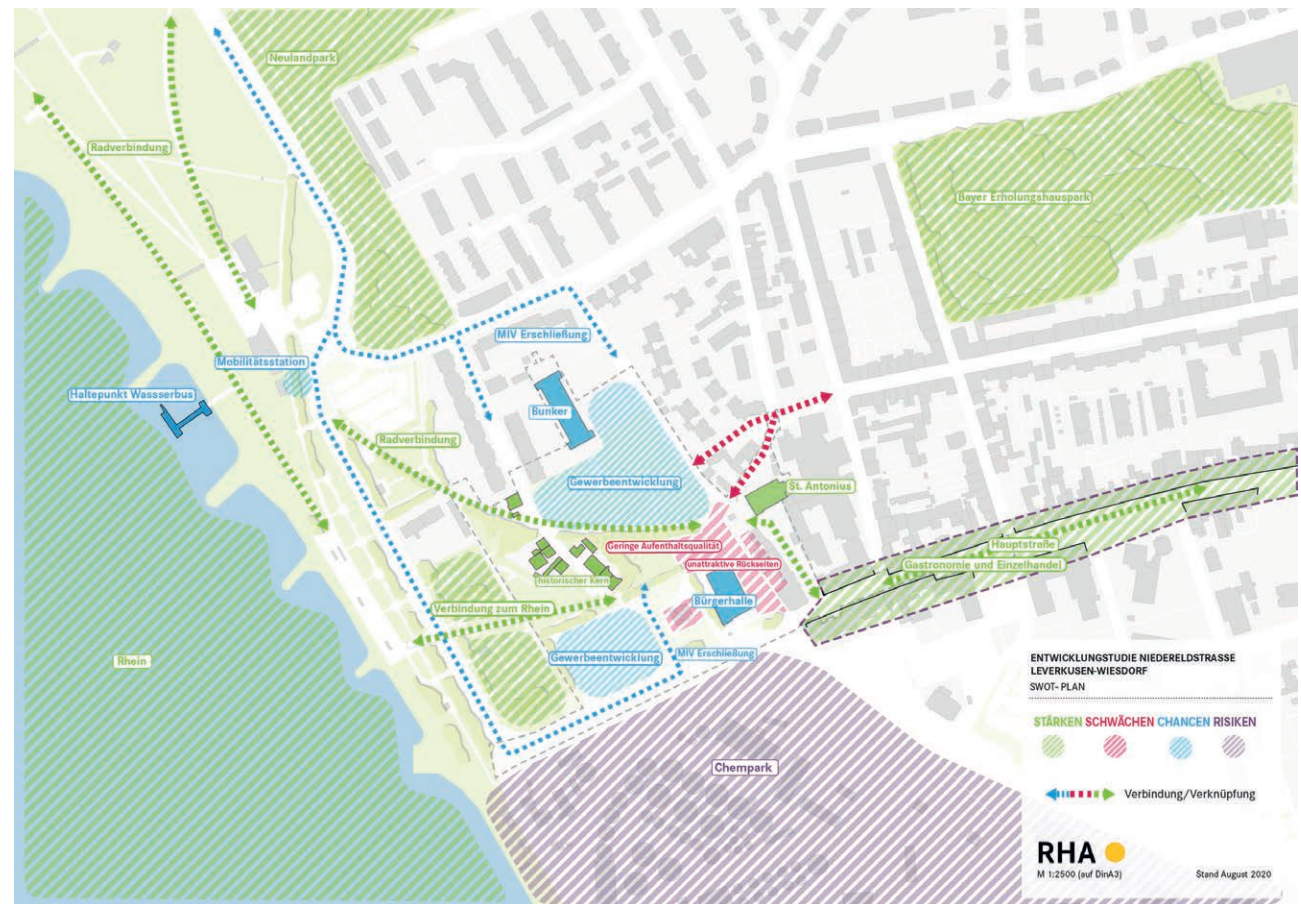 Neulandpark
Radverbindung
Bayer Erholungshauspark
MIV Erschließung
Mobilitätsstation
Haltepunkt Wassserbus
Bunker
Radverbindung
Gewerbeentwicklung
St. Antonius
Geringe Aufenthaltsqualität
Hauptstraße
unattraktive Rückseiten
Gastronomie und Einzelhandel
historischer Kern
Bürgerhalle
Verbindung zum Rhein
MIV Erschließung
Gewerbeentwicklung
Rhein
Chempark
ENTWICKLUNGSTUDIE NIEDERELDSTRASSE
LEVERKUSEN-WIESDORF
SWOT- PLAN
STÄRKEN SCHWÄCHEN CHANCEN RISIKEN
Verbindung/Verknüpfung
RHA
M 1:2500 (auf DinA3) Stand August 2020